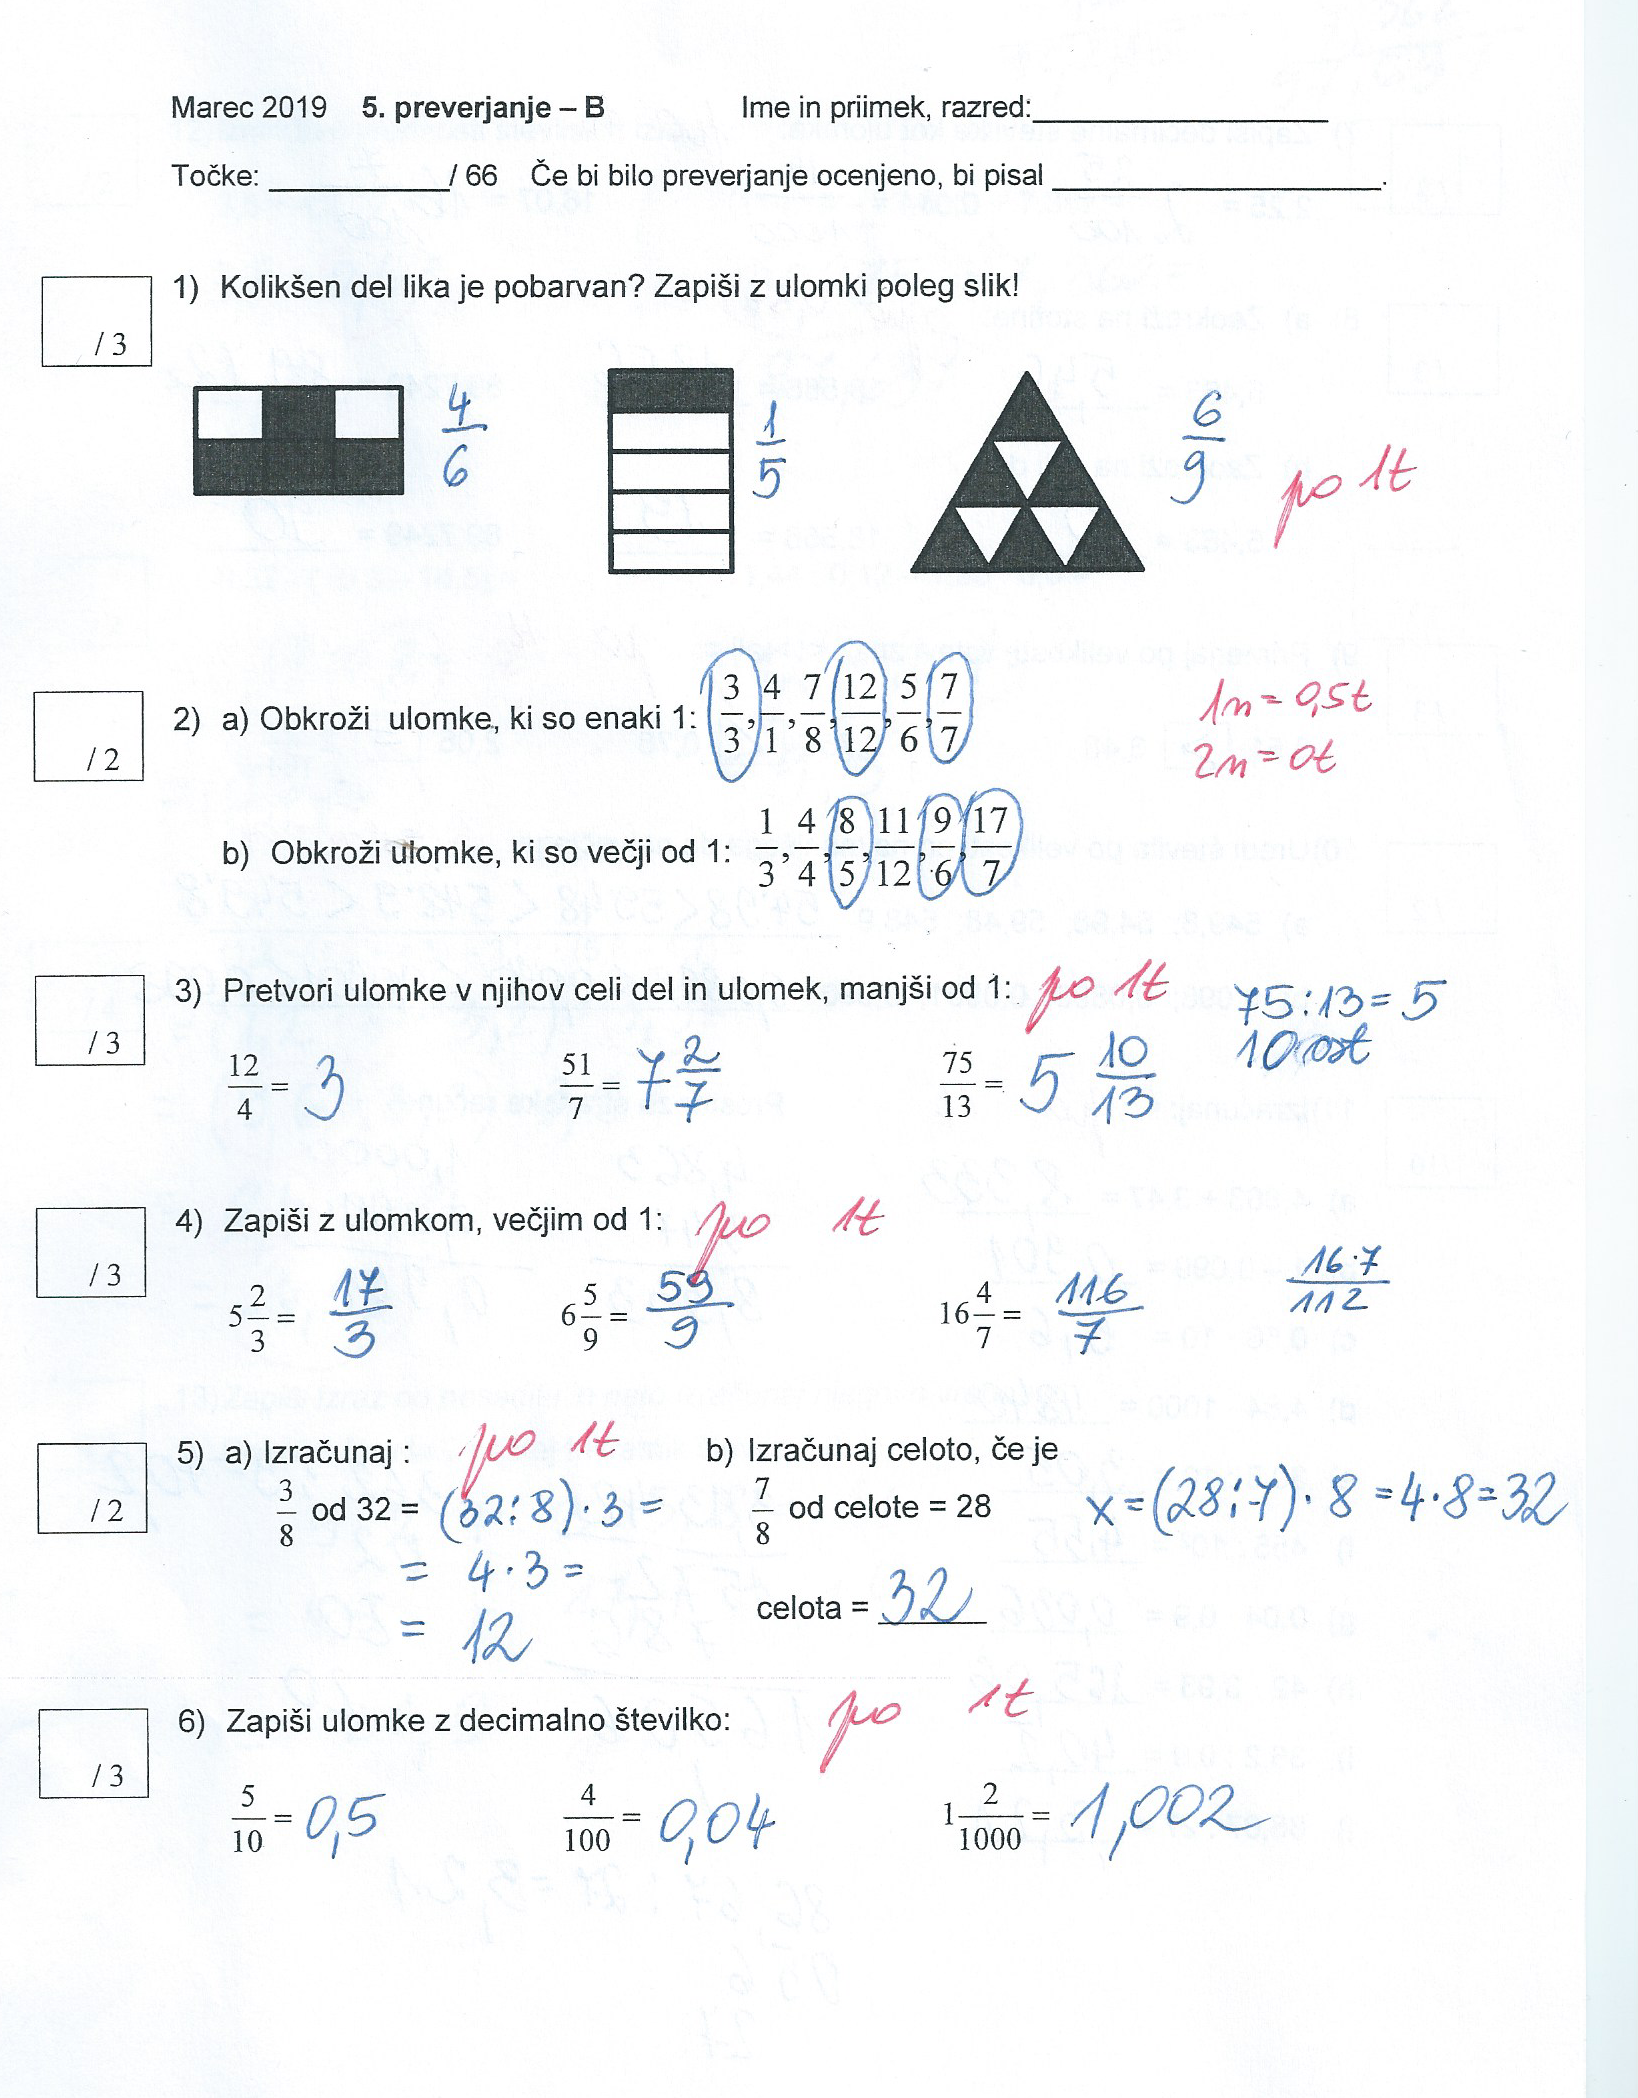 Marec 2019 5. preverjanje – B Ime in priimek, razred:
Točke: / 66 Če bi bilo preverjanje ocenjeno, bi pisal .
/ 3 1) Kolikšen del lika je pobarvan? Zapiši z ulomki poleg slik!
4/6 1/5 6/9 po 1t
/ 2 2) a) Obkroži ulomke, ki so enaki 1: 3/3, 4/1, 7/8, 12/12, 5/6, 7/7
1n = 0,5t
2n = 0t
b) Obkroži ulomke, ki so večji od 1: 1/3, 4/4, 8/5, 11/12, 9/6, 17/7
/ 3 3) Pretvori ulomke v njihov celi del in ulomek, manjši od 1: po 1t
75:13 = 5
10 ost
12/4 = 3 51/7 = 7 2/7 75/13 = 5 10/13
/ 3 4) Zapiši z ulomkom, večjim od 1: po 1t
5 2/3 = 17/3 6 5/9 = 59/9 16 4/7 = 116/7
16·7
112
/ 2 5) a) Izračunaj : po 1t
3/8 od 32 = (32:8)·3 =
= 4·3 =
= 12
b) Izračunaj celoto, če je
7/8 od celote = 28 x = (28:7)·8 = 4·8 = 32
celota = 32
/ 3 6) Zapiši ulomke z decimalno številko: po 1t
5/10 = 0,5 4/100 = 0,04 1 2/1000 = 1,002